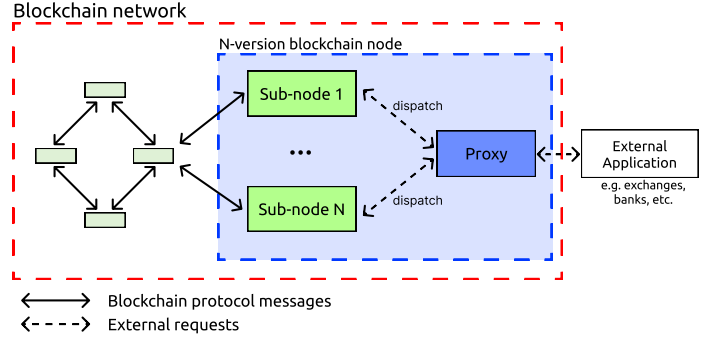 Blockchain network
N-version blockchain node
Sub-node 1
dispatch
...
Proxy
External
Application
e.g. exchanges,
banks, etc.
Sub-node N
dispatch
Blockchain protocol messages
External requests